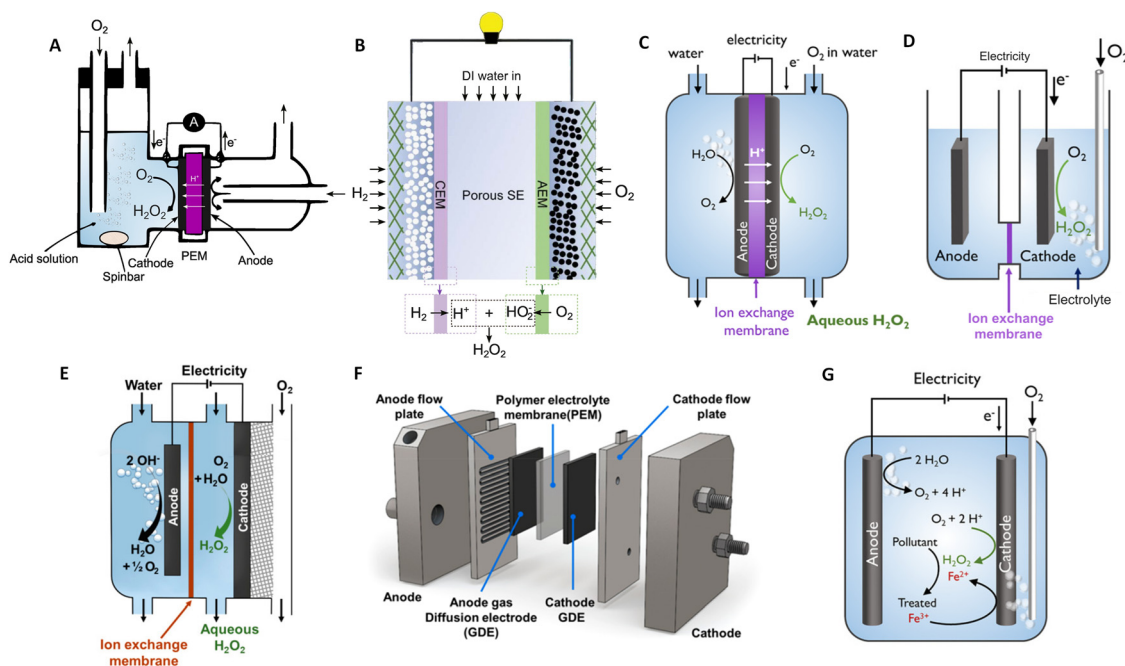 A
O₂
A
e⁻
e⁻
O₂
H⁺
H₂O₂
Acid solution
Spinbar
Cathode
PEM
Anode
B
DI water in
H₂
CEM
Porous SE
AEM
O₂
H₂
H⁺
+
HO₂⁻
O₂
H₂O₂
C
electricity
water
O₂ in water
e⁻
H₂O
H⁺
O₂
O₂
H₂O₂
Anode
Cathode
Ion exchange
membrane
Aqueous H₂O₂
D
Electricity
O₂
e⁻
O₂
H₂O₂
Anode
Cathode
Electrolyte
Ion exchange
membrane
E
Electricity
Water
O₂
2 OH⁻
O₂
+ H₂O
Anode
Cathode
H₂O
+ ½ O₂
H₂O₂
Ion exchange
membrane
Aqueous
H₂O₂
F
Anode flow
plate
Polymer electrolyte
membrane(PEM)
Cathode flow
plate
Anode
Anode gas
Diffusion electrode
(GDE)
Cathode
GDE
Cathode
G
Electricity
O₂
e⁻
2 H₂O
O₂ + 4 H⁺
O₂ + 2 H⁺
Pollutant
H₂O₂
Fe²⁺
Treated
Fe³⁺
Anode
Cathode